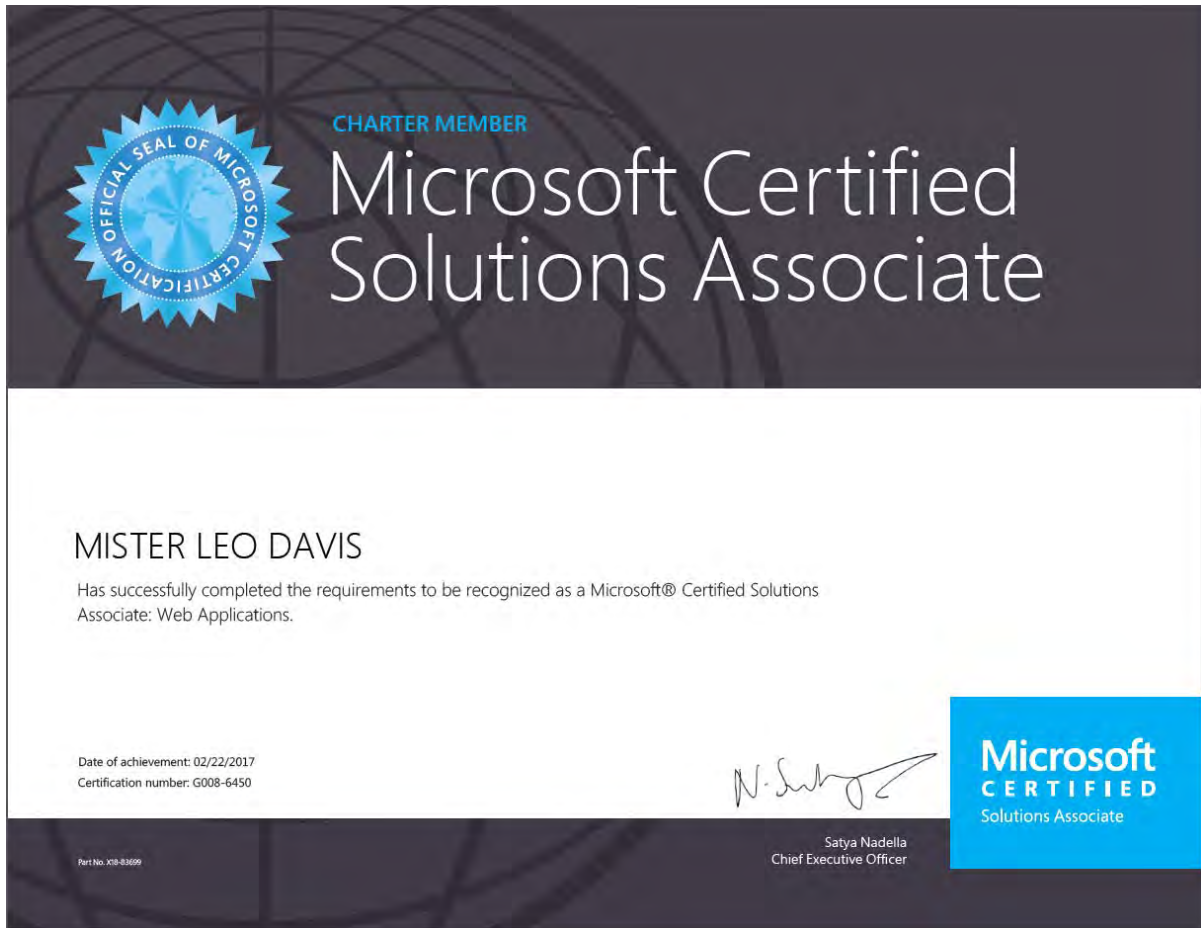 OFFICIAL SEAL OF MICROSOFT CERTIFICATION
CHARTER MEMBER
Microsoft Certified
Solutions Associate
MISTER LEO DAVIS
Has successfully completed the requirements to be recognized as a Microsoft® Certified Solutions
Associate: Web Applications.
Date of achievement: 02/22/2017
Certification number: G008-6450
Microsoft
CERTIFIED
Solutions Associate
Satya Nadella
Chief Executive Officer
Part No. X18-83699